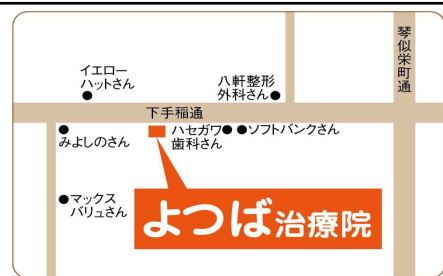 イエロー
ハットさん
八軒整形
外科さん
琴似栄町通
下手稲通
みよしのさん
ハセガワ
歯科さん
ソフトバンクさん
マックス
バリュさん
よつば治療院